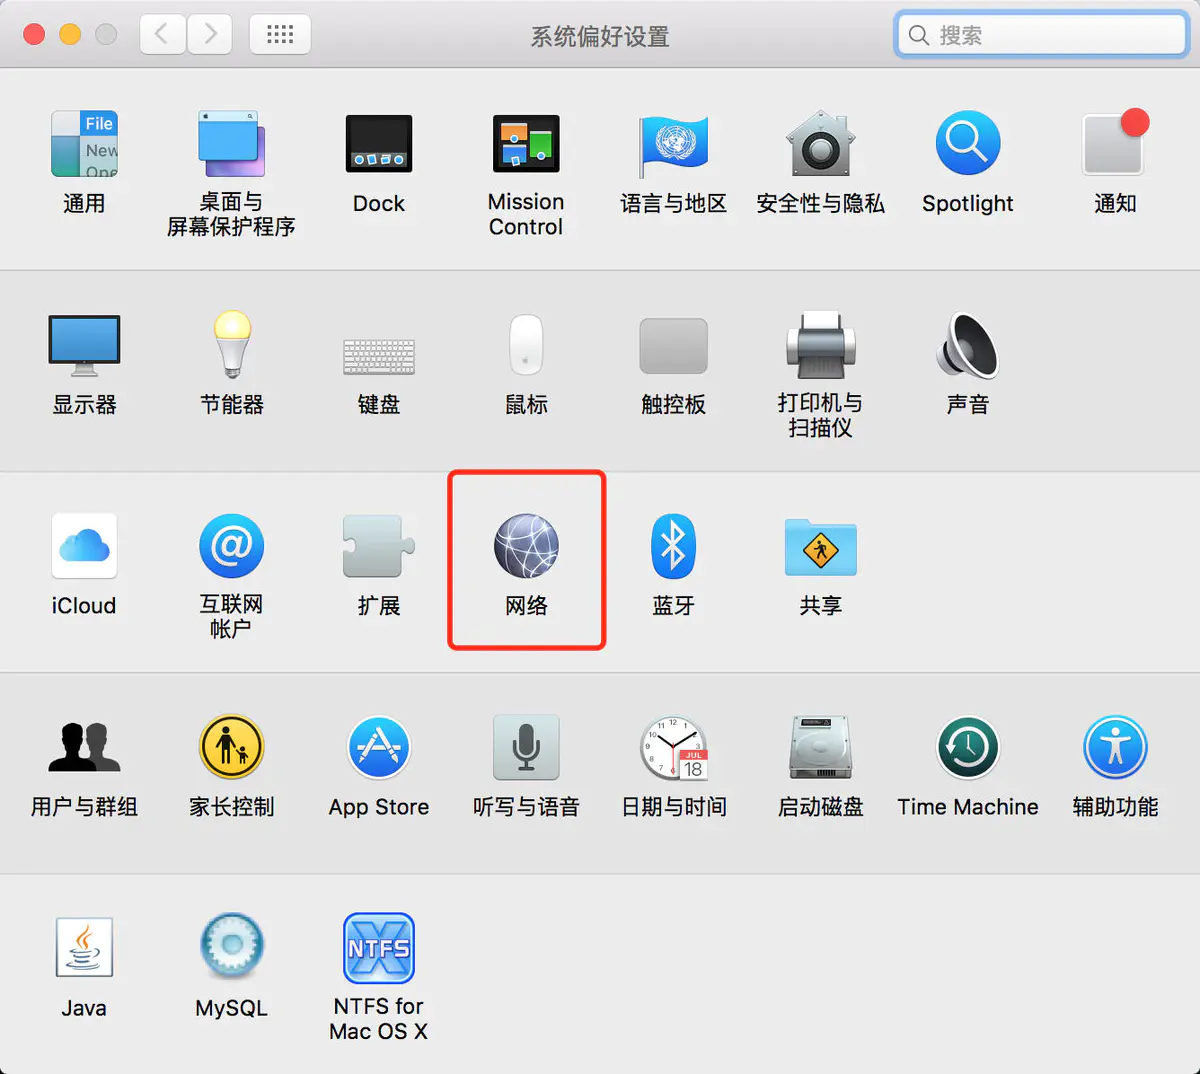 系统偏好设置
搜索
File
New
Ope
通用
桌面与
屏幕保护程序
Dock
Mission
Control
语言与地区
安全性与隐私
Spotlight
通知
显示器
节能器
键盘
鼠标
触控板
打印机与
扫描仪
声音
iCloud
互联网
帐户
扩展
网络
蓝牙
共享
JUL
18
用户与群组
家长控制
App Store
听写与语音
日期与时间
启动磁盘
Time Machine
辅助功能
NTFS
Java
MySQL
NTFS for
Mac OS X